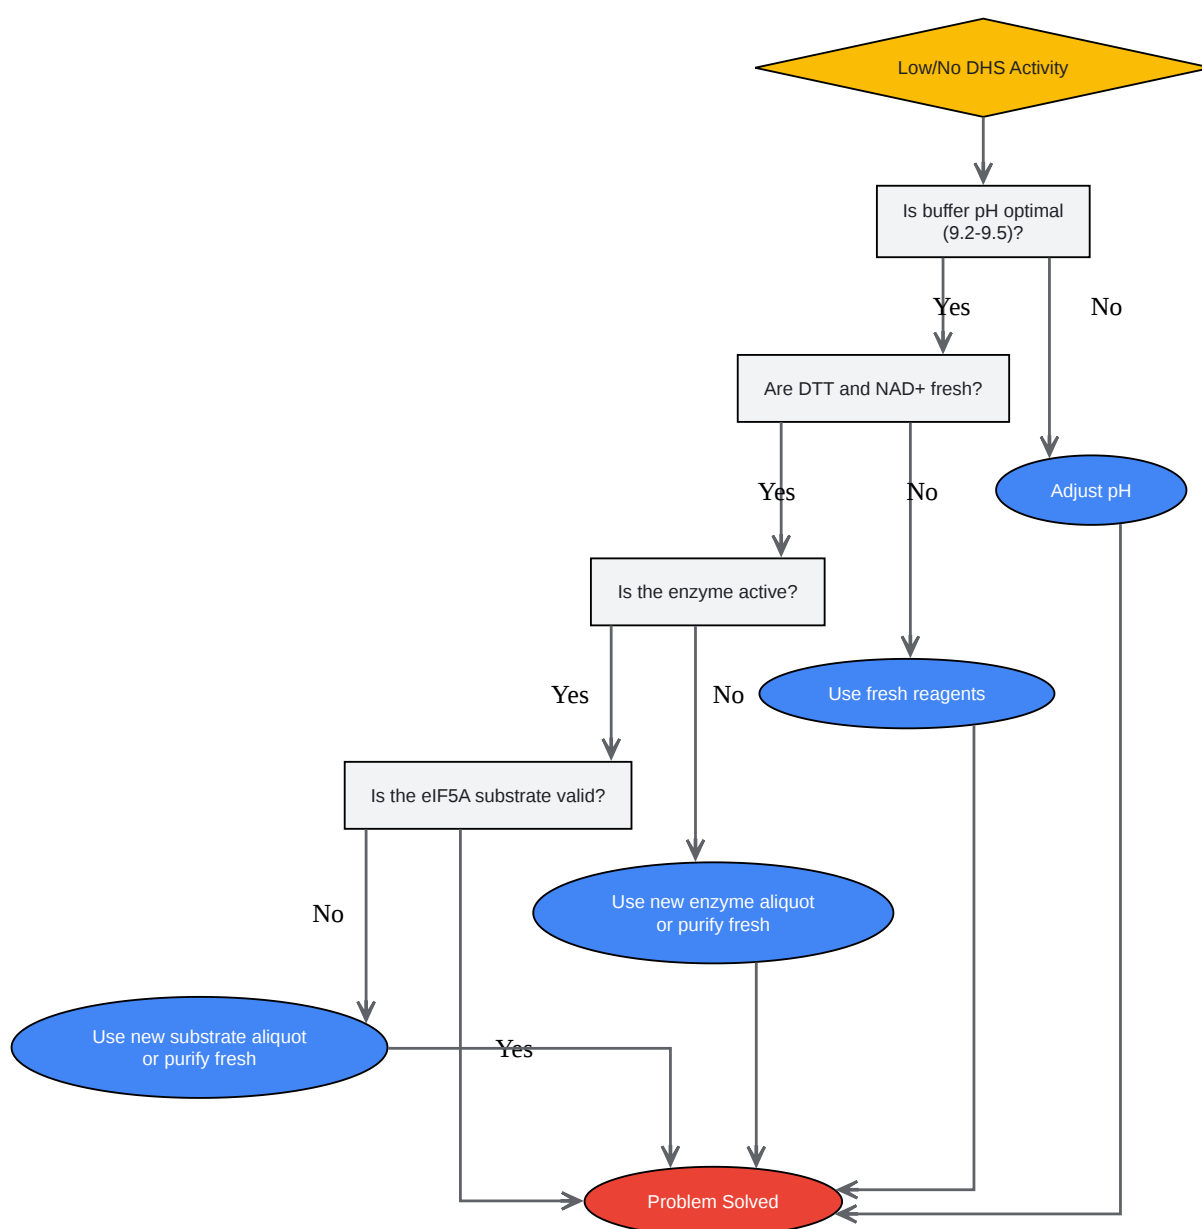 Low/No DHS Activity
Is buffer pH optimal
(9.2-9.5)?
Yes
No
Are DTT and NAD+ fresh?
Yes
No
Adjust pH
Is the enzyme active?
Yes
No
Use fresh reagents
Is the eIF5A substrate valid?
No
Use new enzyme aliquot
or purify fresh
Use new substrate aliquot
or purify fresh
Yes
Problem Solved